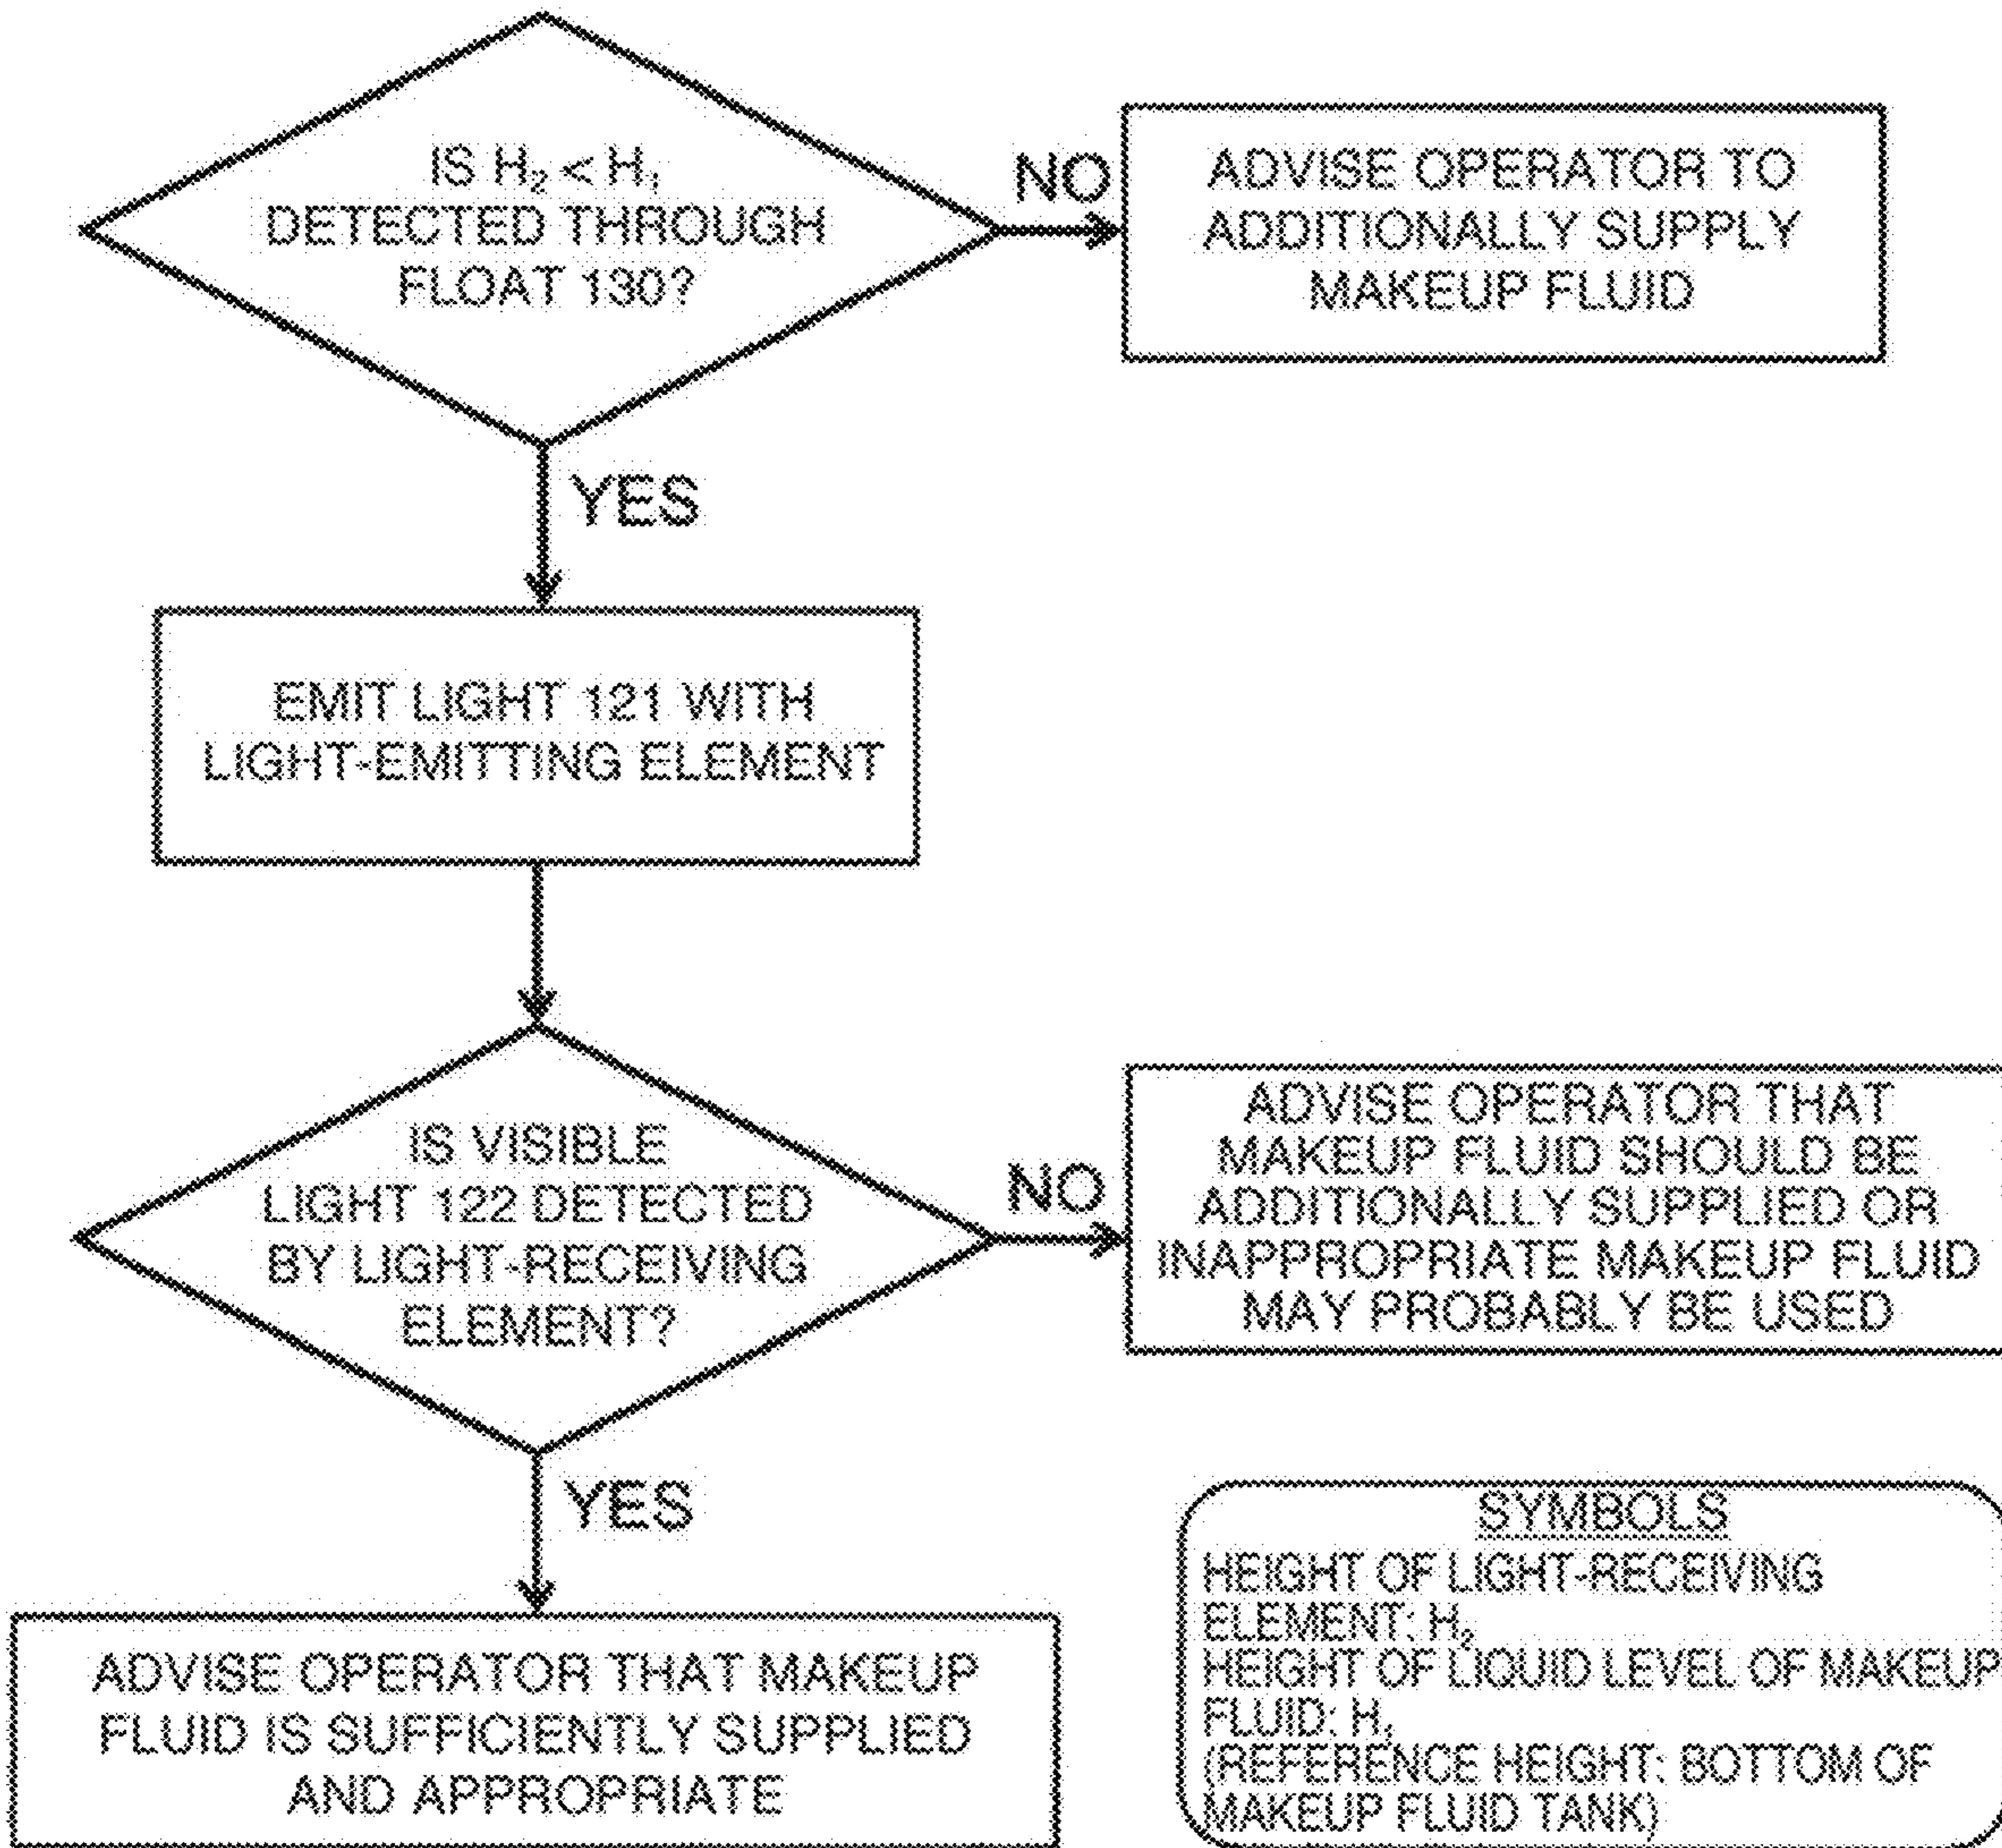 IS H₂ < H₁
DETECTED THROUGH
FLOAT 130?
NO
ADVISE OPERATOR TO
ADDITIONALLY SUPPLY
MAKEUP FLUID
YES
EMIT LIGHT 121 WITH
LIGHT-EMITTING ELEMENT
IS VISIBLE
LIGHT 122 DETECTED
BY LIGHT-RECEIVING
ELEMENT?
NO
ADVISE OPERATOR THAT
MAKEUP FLUID SHOULD BE
ADDITIONALLY SUPPLIED OR
INAPPROPRIATE MAKEUP FLUID
MAY PROBABLY BE USED
YES
ADVISE OPERATOR THAT MAKEUP
FLUID IS SUFFICIENTLY SUPPLIED
AND APPROPRIATE
SYMBOLS
HEIGHT OF LIGHT-RECEIVING
ELEMENT: H₂
HEIGHT OF LIQUID LEVEL OF MAKEUP
FLUID: H₁
(REFERENCE HEIGHT: BOTTOM OF
MAKEUP FLUID TANK)